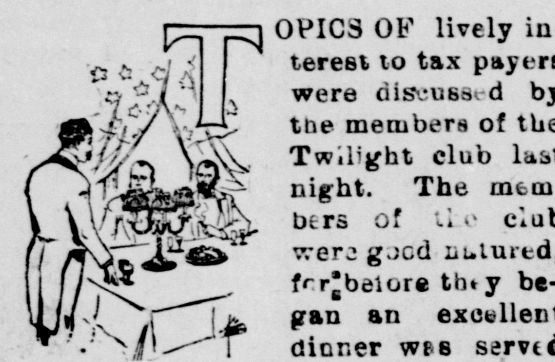 TOPICS OF lively in
terest to tax payers
were discussed by
the members of the
Twilight club last
night. The mem
bers of the club
were good natured
for before they be-
gan an excellent
dinner was served